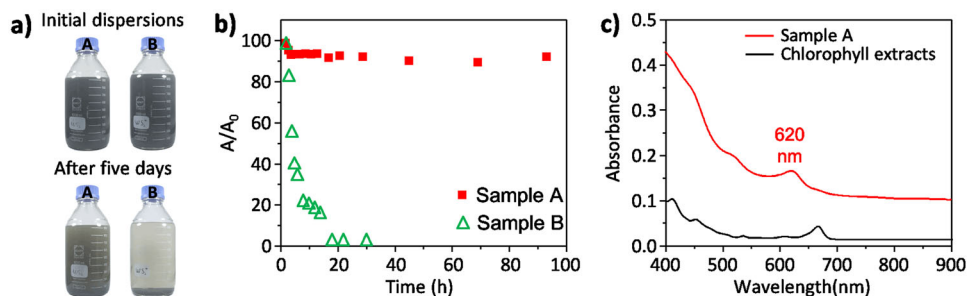 a) Initial dispersions
A B
After five days
A B
b)
A/A0
100
80
60
40
20
0
Sample A
Sample B
0 20 40 60 80 100
Time (h)
c)
Absorbance
0.5
0.4
0.3
0.2
0.1
0.0
Sample A
Chlorophyll extracts
620
nm
400 500 600 700 800 900
Wavelength(nm)